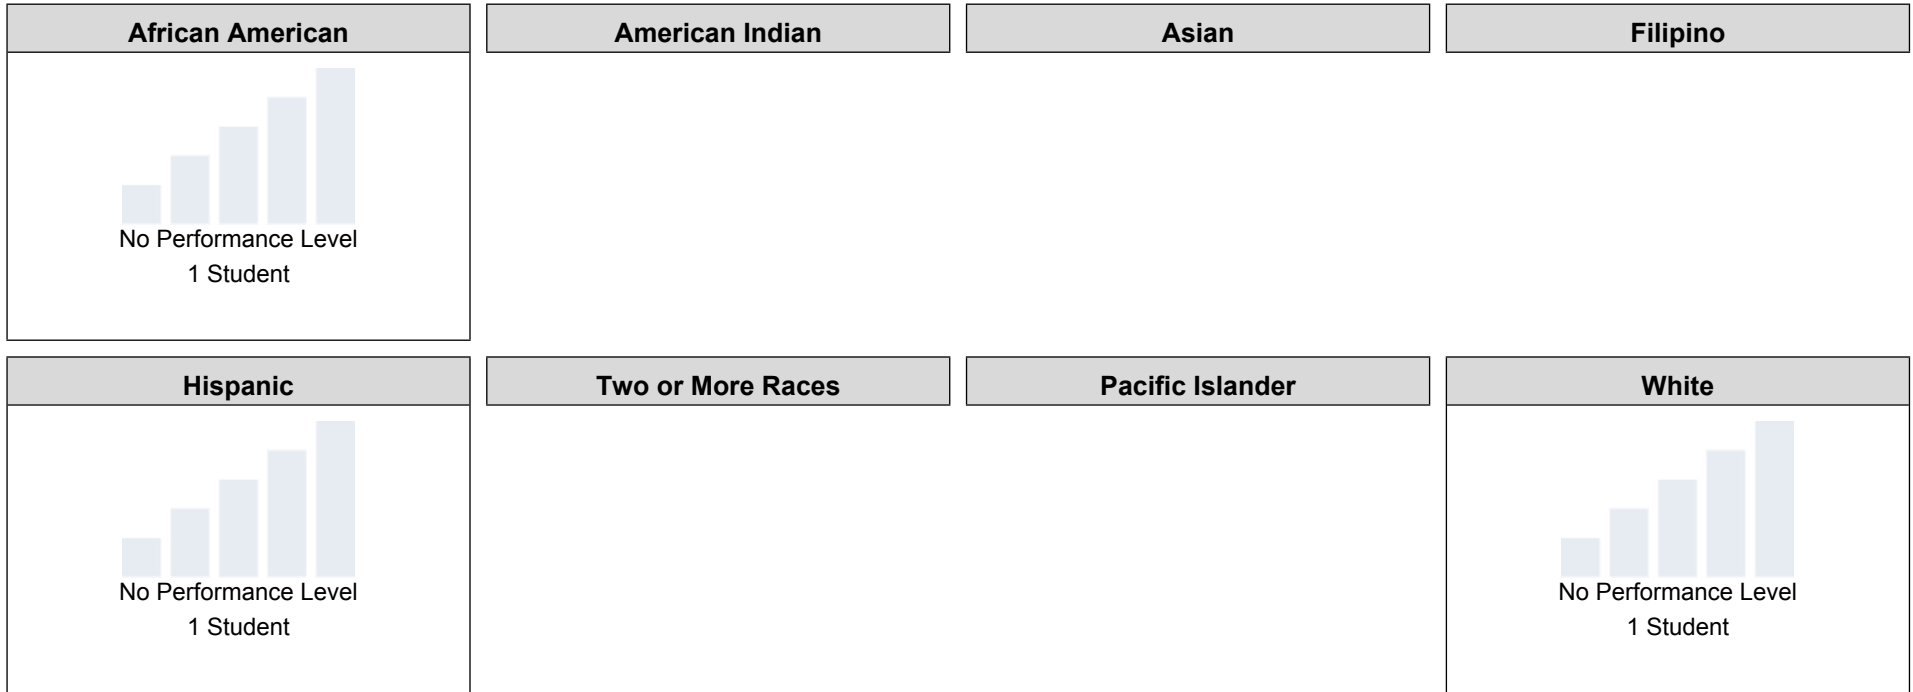 African American
American Indian
Asian
Filipino
No Performance Level
1 Student
Hispanic
Two or More Races
Pacific Islander
White
No Performance Level
1 Student
No Performance Level
1 Student